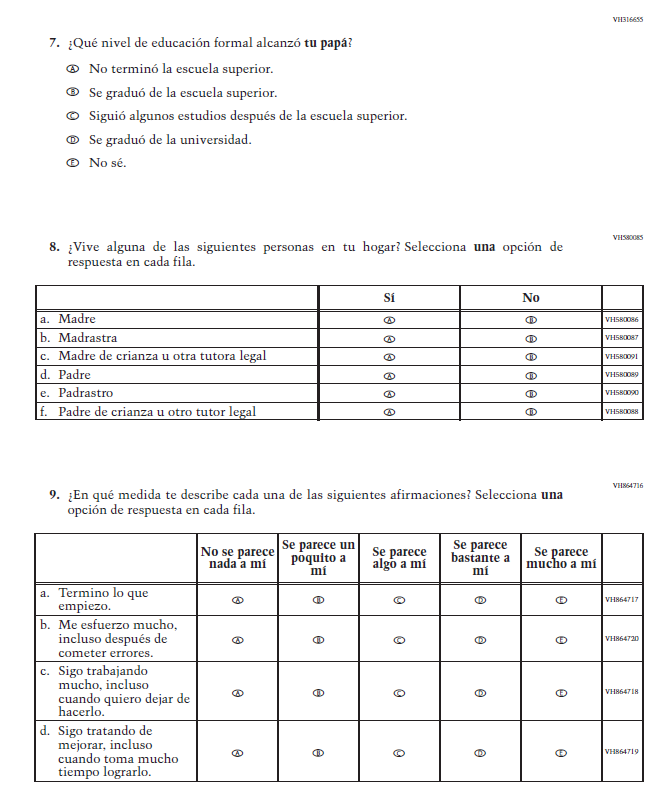 VH316655
7. ¿Qué nivel de educación formal alcanzó tu papá?
Ⓐ No terminó la escuela superior.
Ⓑ Se graduó de la escuela superior.
Ⓒ Siguió algunos estudios después de la escuela superior.
Ⓓ Se graduó de la universidad.
Ⓔ No sé.
VH580085
8. ¿Vive alguna de las siguientes personas en tu hogar? Selecciona una opción de
respuesta en cada fila.
Sí No
a. Madre Ⓐ Ⓑ VH580086
b. Madrastra Ⓐ Ⓑ VH580087
c. Madre de crianza u otra tutora legal Ⓐ Ⓑ VH580091
d. Padre Ⓐ Ⓑ VH580089
e. Padrastro Ⓐ Ⓑ VH580090
f. Padre de crianza u otro tutor legal Ⓐ Ⓑ VH580088
VH864716
9. ¿En qué medida te describe cada una de las siguientes afirmaciones? Selecciona una
opción de respuesta en cada fila.
No se parece
nada a mí
Se parece un
poquito a
mí
Se parece
algo a mí
Se parece
bastante a
mí
Se parece
mucho a mí
a. Termino lo que
empiezo.
Ⓐ Ⓑ Ⓒ Ⓓ Ⓔ VH864717
b. Me esfuerzo mucho,
incluso después de
cometer errores.
Ⓐ Ⓑ Ⓒ Ⓓ Ⓔ VH864720
c. Sigo trabajando
mucho, incluso
cuando quiero dejar de
hacerlo.
Ⓐ Ⓑ Ⓒ Ⓓ Ⓔ VH864718
d. Sigo tratando de
mejorar, incluso
cuando toma mucho
tiempo lograrlo.
Ⓐ Ⓑ Ⓒ Ⓓ Ⓔ VH864719